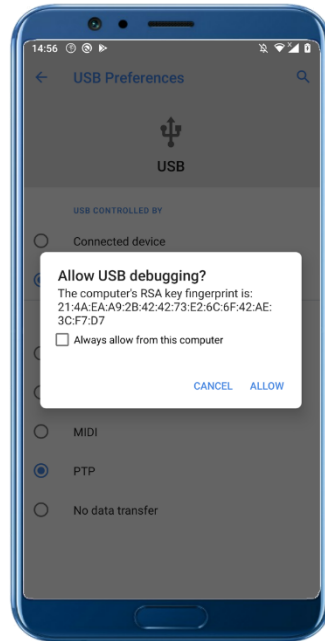 14:56
USB Preferences
USB
USB CONTROLLED BY
Connected device
Allow USB debugging?
The computer's RSA key fingerprint is:
21:4A:EA:A9:2B:42:42:73:E2:6C:6F:42:AE:
3C:F7:D7
Always allow from this computer
CANCEL ALLOW
MIDI
PTP
No data transfer